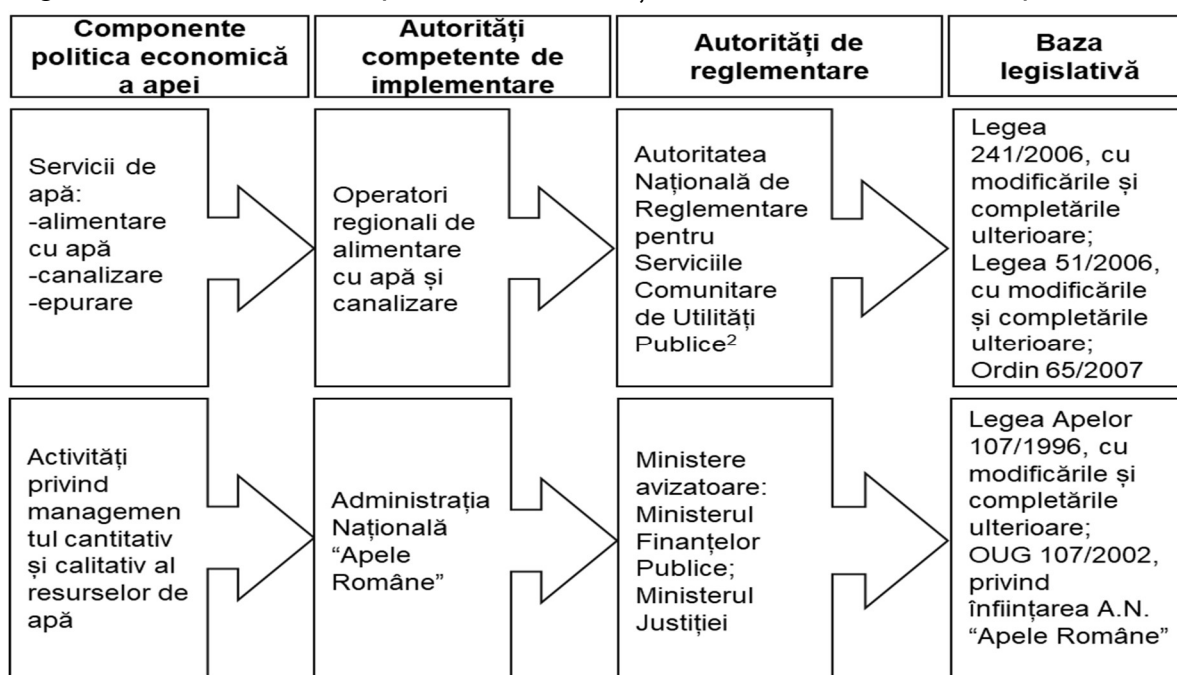 Componente
politica economică
a apei
Autorități
competente de
implementare
Autorități de
reglementare
Baza
legislativă
Servicii de
apă:
-alimentare
cu apă
-canalizare
-epurare
Operatori
regionali de
alimentare
cu apă și
canalizare
Autoritatea
Națională de
Reglementare
pentru
Serviciile
Comunitare
de Utilități
Publice²
Legea
241/2006, cu
modificările și
completările
ulterioare;
Legea 51/2006,
cu modificările
și completările
ulterioare;
Ordin 65/2007
Activități
privind
managemen
tul cantitativ
și calitativ al
resurselor de
apă
Administrația
Națională
“Apele
Române”
Ministere
avizatoare:
Ministerul
Finanțelor
Publice;
Ministerul
Justiției
Legea Apelor
107/1996, cu
modificările și
completările
ulterioare;
OUG 107/2002,
privind
înființarea A.N.
“Apele Române”